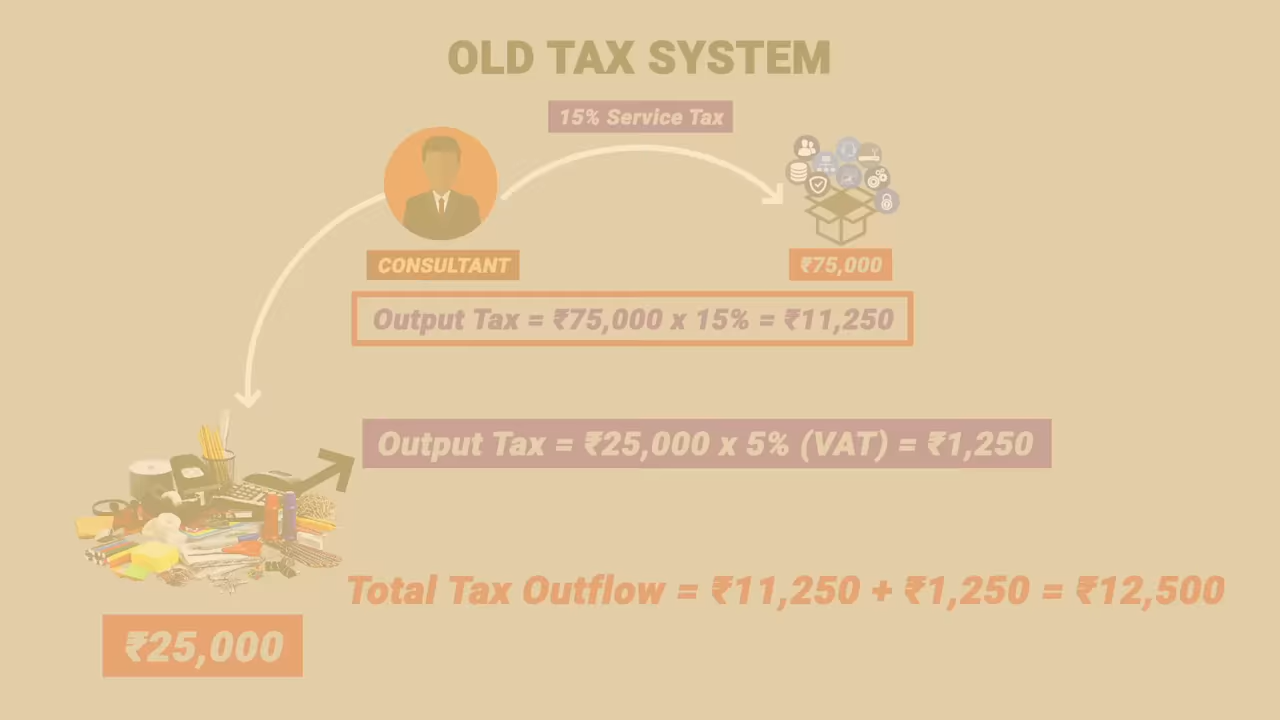 OLD TAX SYSTEM
15% Service Tax
CONSULTANT
₹75,000
Output Tax = ₹75,000 x 15% = ₹11,250
Output Tax = ₹25,000 x 5% (VAT) = ₹1,250
Total Tax Outflow = ₹11,250 + ₹1,250 = ₹12,500
₹25,000